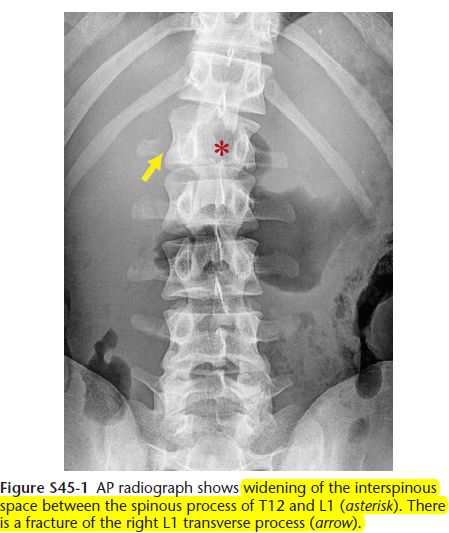 *
Figure S45-1 AP radiograph shows widening of the interspinous
space between the spinous process of T12 and L1 (asterisk). There
is a fracture of the right L1 transverse process (arrow).